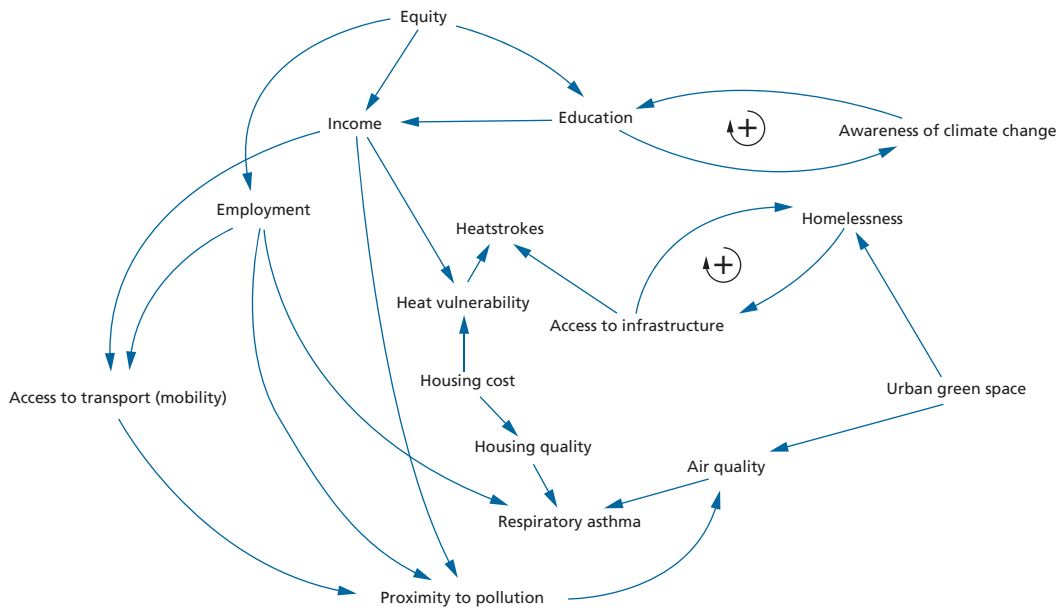 Equity
Income
Education
Awareness of climate change
+
Employment
Heatstrokes
Homelessness
+
Heat vulnerability
Access to infrastructure
Housing cost
Urban green space
Access to transport (mobility)
Housing quality
Air quality
Respiratory asthma
Proximity to pollution